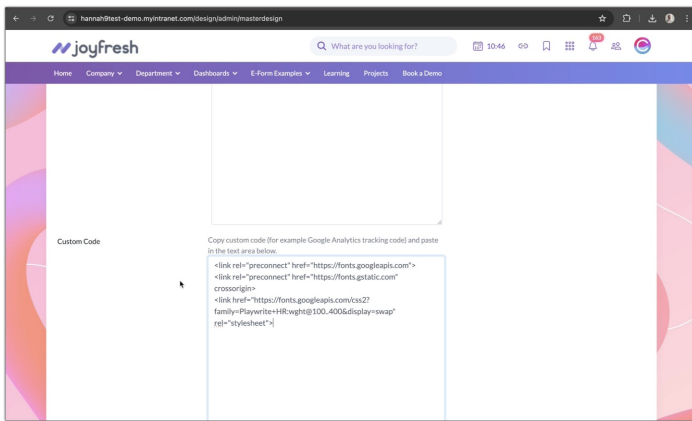 hannah9test-demo.myintranet.com/design/admin/masterdesign
joyfresh
What are you looking for?
10:46
163
Home Company Department Dashboards E-Form Examples Learning Projects Book a Demo
Custom Code
Copy custom code (for example Google Analytics tracking code) and paste
in the text area below.
<link rel="preconnect" href="https://fonts.googleapis.com">
<link rel="preconnect" href="https://fonts.gstatic.com"
crossorigin>
<link href="https://fonts.googleapis.com/css2?
family=Playwrite+HR:wght@100..400&display=swap"
rel="stylesheet">